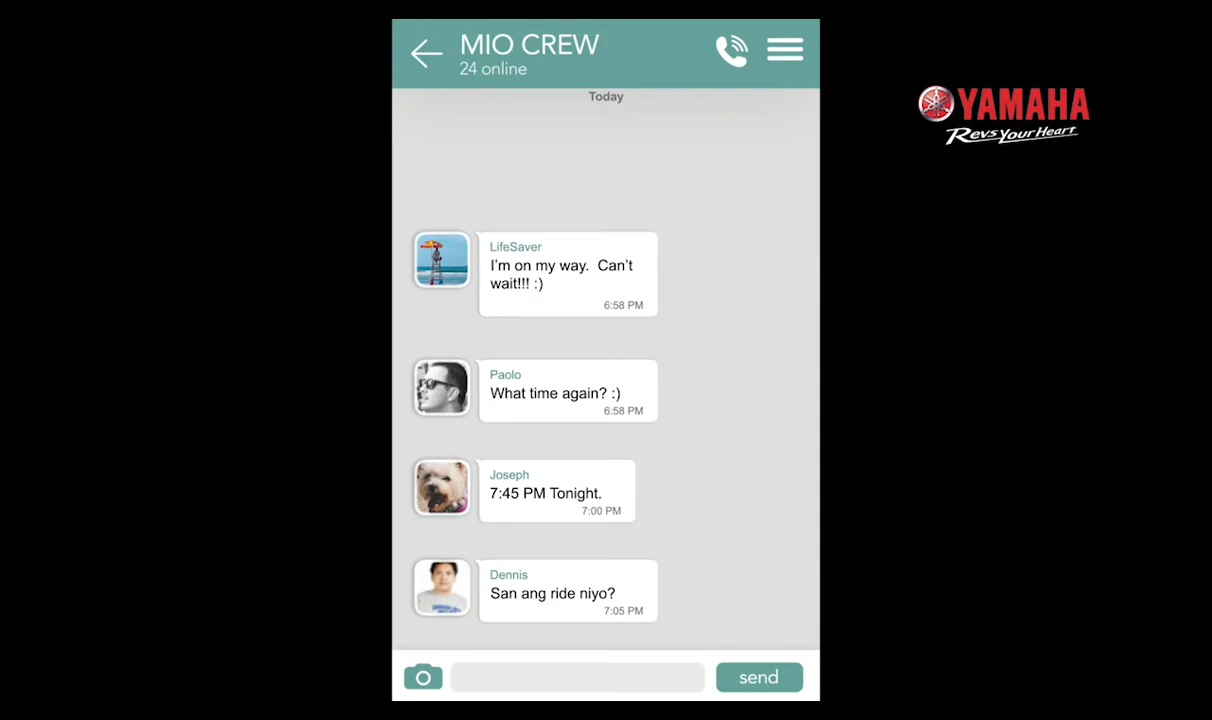 MIO CREW
24 online
Today
YAMAHA
Revs Your Heart
LifeSaver
I'm on my way.  Can't
wait!!! :)
6:58 PM
Paolo
What time again? :)
6:58 PM
Joseph
7:45 PM Tonight.
7:00 PM
Dennis
San ang ride niyo?
7:05 PM
send